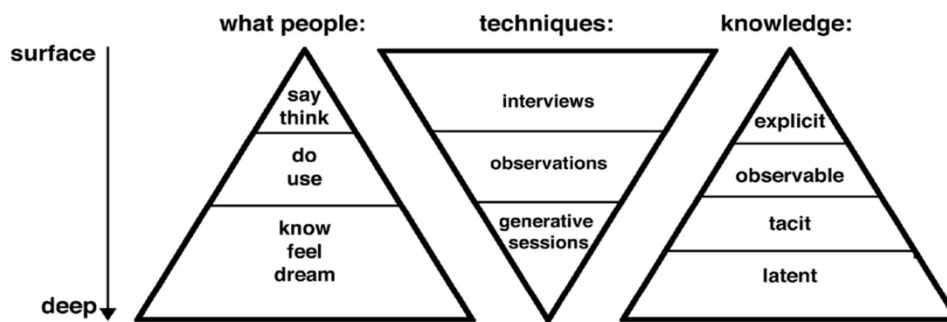 what people:
techniques:
knowledge:
surface
deep
say
think
do
use
know
feel
dream
interviews
observations
generative
sessions
explicit
observable
tacit
latent